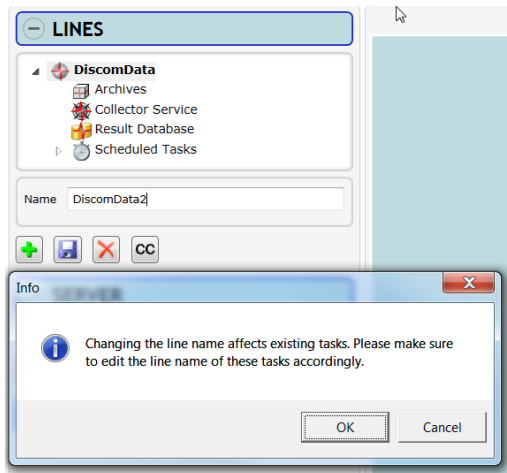 LINES
DiscomData
Archives
Collector Service
Result Database
Scheduled Tasks
Name DiscomData2
CC
Info
SERVER
X
Changing the line name affects existing tasks. Please make sure
to edit the line name of these tasks accordingly.
OK Cancel